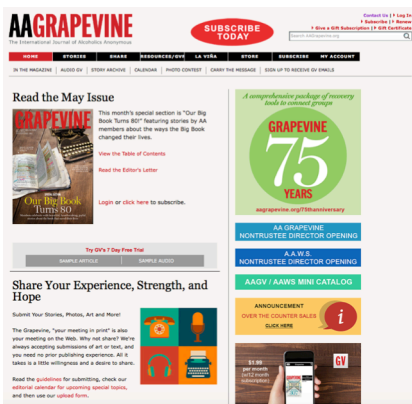 AAGRAPEVINE
The International Journal of Alcoholics Anonymous
SUBSCRIBE
TODAY
Contact Us | Log In
Subscribe | Renew
Give a Gift Subscription | Gift Certificate
Search AAGrapevine.org
HOME STORIES SHARE RESOURCES/GVR LA VIÑA STORE SUBSCRIBE MY ACCOUNT
IN THE MAGAZINE AUDIO GV STORY ARCHIVE CALENDAR PHOTO CONTEST CARRY THE MESSAGE SIGN UP TO RECEIVE GV EMAILS
Read the May Issue
GRAPEVINE
Our Big Book
Turns 80!
This month's special section is "Our Big
Book Turns 80!" featuring stories by AA
members about the ways the Big Book
changed their lives.
View the Table of Contents
Read the Editor's Letter
Login or click here to subscribe.
Try GV's 7 Day Free Trial
SAMPLE ARTICLE SAMPLE AUDIO
Share Your Experience, Strength, and
Hope
Submit Your Stories, Photos, Art and More!
The Grapevine, "your meeting in print" is also
your meeting on the Web. Why not share? We're
always accepting submissions of art or text, and
you need no prior publishing experience. All it
takes is a little willingness and a desire to share.
Read the guidelines for submitting, check our
editorial calendar for upcoming special topics,
and then use our upload form.
A comprehensive package of recovery
tools to connect groups
GRAPEVINE
75
YEARS
aagrapevine.org/75thanniversary
AA GRAPEVINE
NONTRUSTEE DIRECTOR OPENING
A.A.W.S.
NONTRUSTEE DIRECTOR OPENING
AAGV / AAWS MINI CATALOG
ANNOUNCEMENT
OVER THE COUNTER SALES
CLICK HERE
i
$1.99
per month
(w/12 month
subscription)
GV